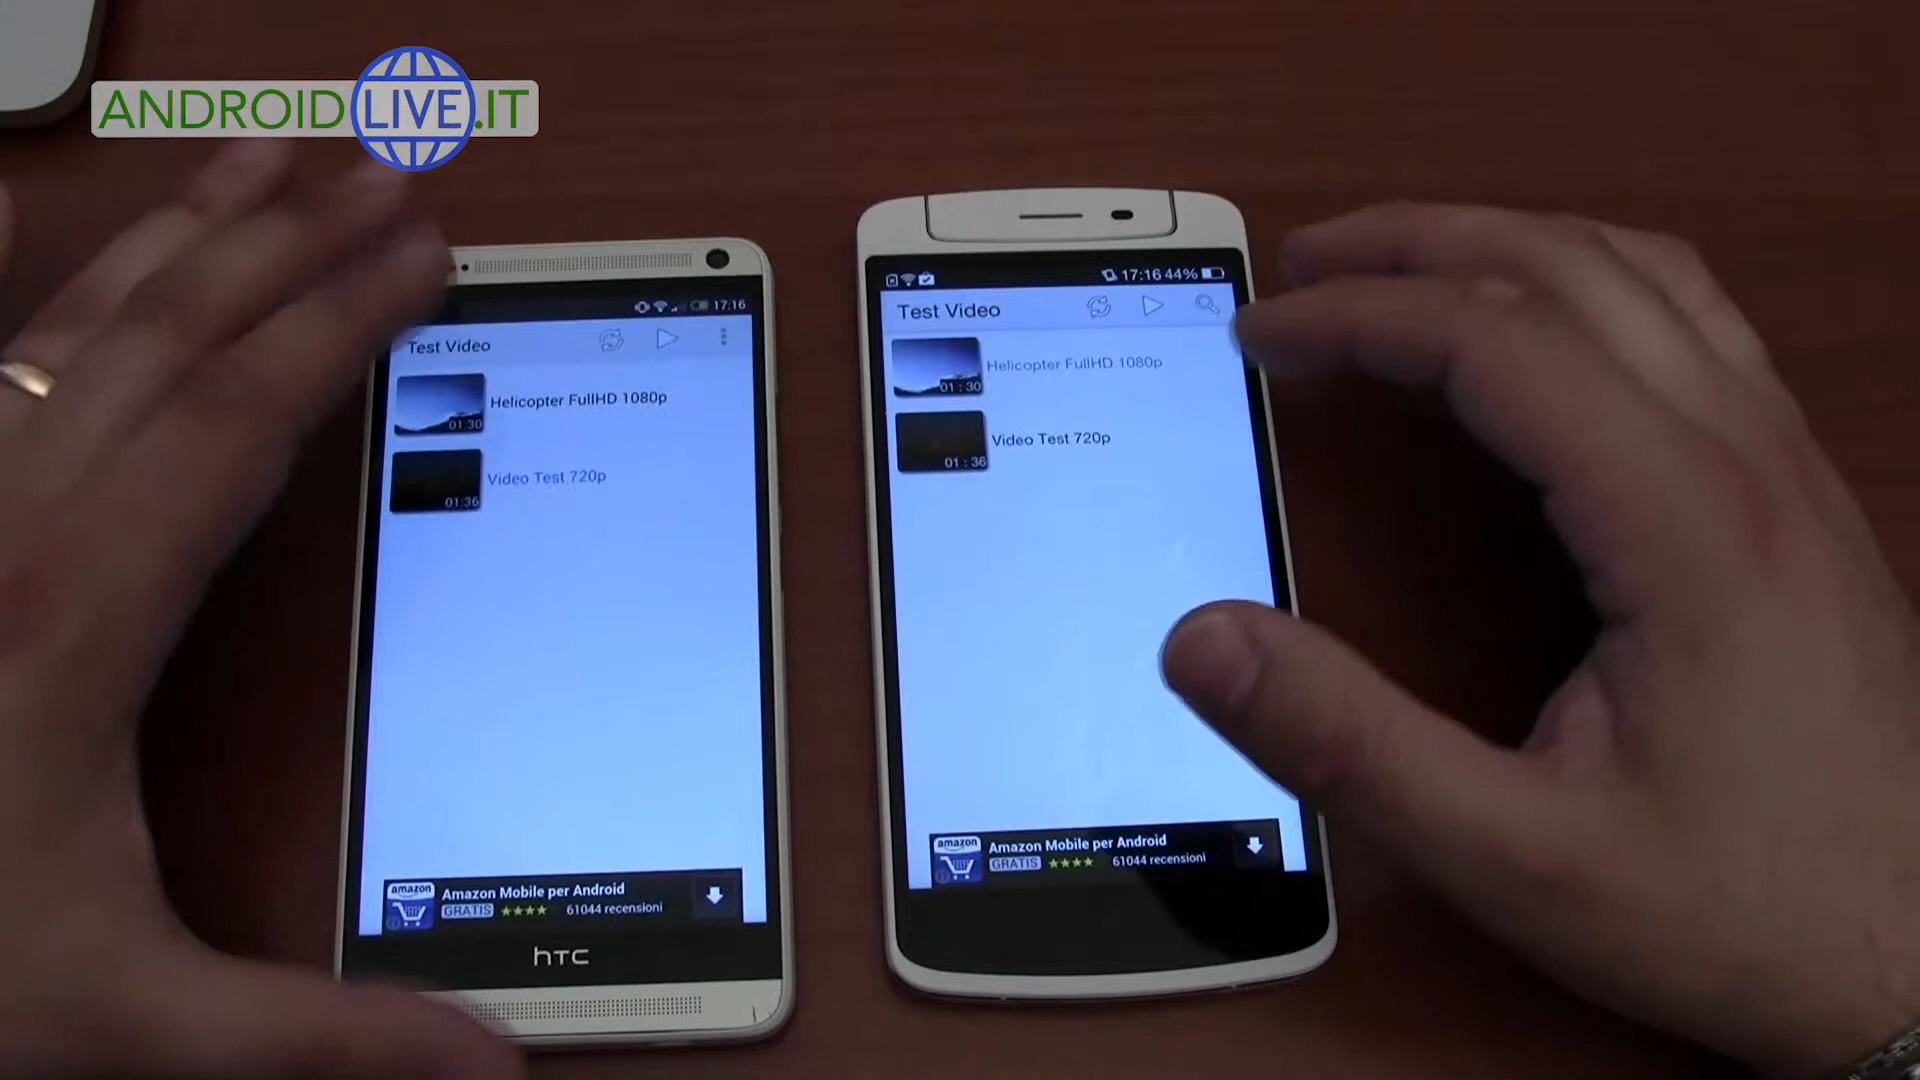 ANDROID LIVE.IT
17:16
Test Video
01:30
Helicopter FullHD 1080p
01:36
Video Test 720p
amazon
Amazon Mobile per Android
GRATIS 61044 recensioni
hTC
17:16 44%
Test Video
01:30
Helicopter FullHD 1080p
01:36
Video Test 720p
amazon
Amazon Mobile per Android
GRATIS 61044 recensioni